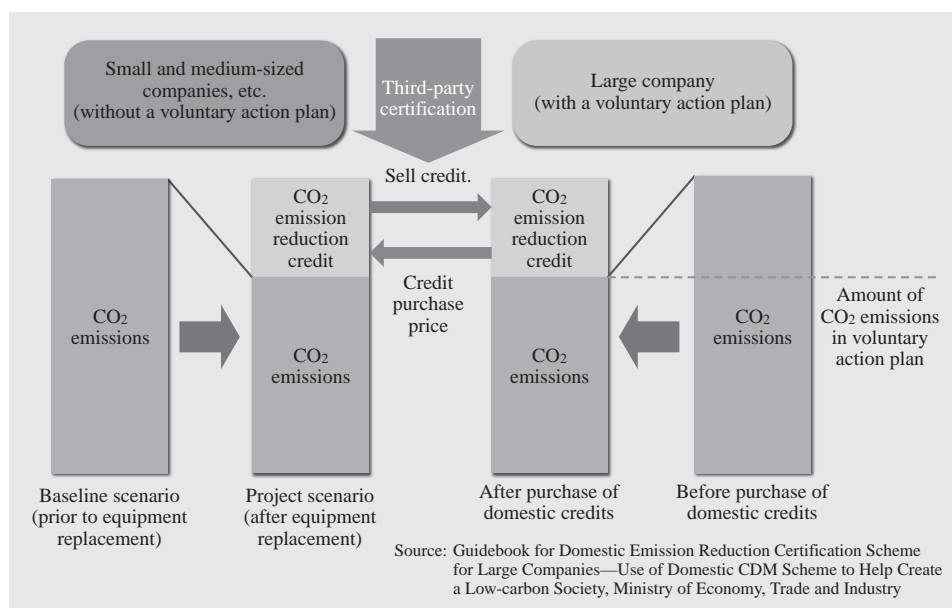 Small and medium-sized
companies, etc.
(without a voluntary action plan)
Third-party
certification
Large company
(with a voluntary action plan)
Sell credit.
CO2
emission
reduction
credit
CO2
emission
reduction
credit
Credit
purchase
price
CO2
emissions
CO2
emissions
CO2
emissions
CO2
emissions
Amount of
CO2 emissions
in voluntary
action plan
Baseline scenario
(prior to equipment
replacement)
Project scenario
(after equipment
replacement)
After purchase of
domestic credits
Before purchase of
domestic credits
Source: Guidebook for Domestic Emission Reduction Certification Scheme
for Large Companies—Use of Domestic CDM Scheme to Help Create
a Low-carbon Society, Ministry of Economy, Trade and Industry